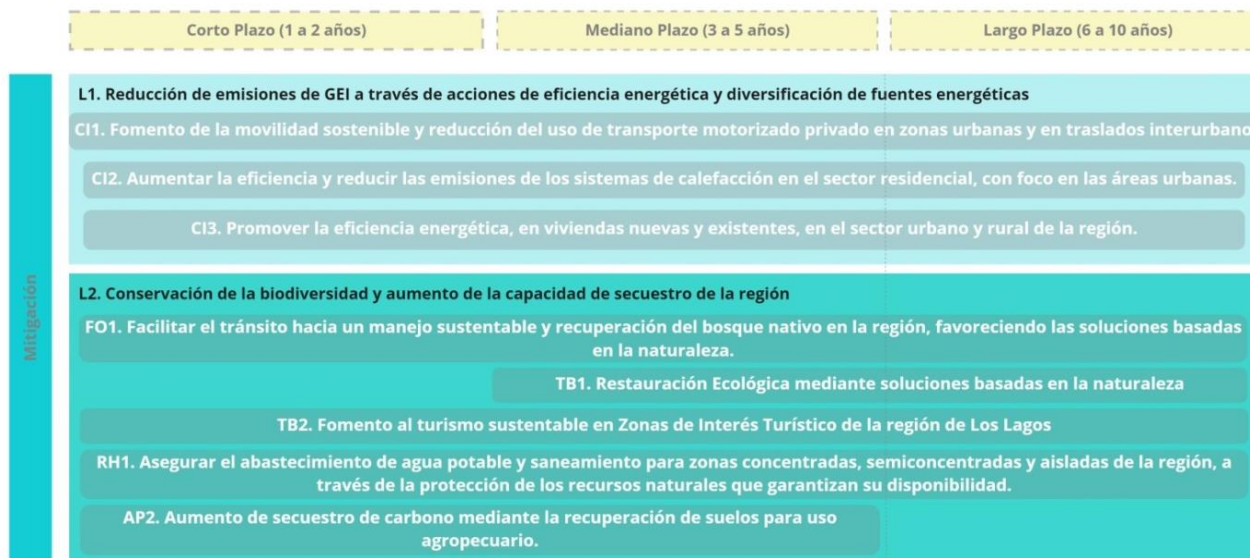 Corto Plazo (1 a 2 años)
Mediano Plazo (3 a 5 años)
Largo Plazo (6 a 10 años)
Mitigación
L1. Reducción de emisiones de GEI a través de acciones de eficiencia energética y diversificación de fuentes energéticas
CI1. Fomento de la movilidad sostenible y reducción del uso de transporte motorizado privado en zonas urbanas y en traslados interurbano
CI2. Aumentar la eficiencia y reducir las emisiones de los sistemas de calefacción en el sector residencial, con foco en las áreas urbanas.
CI3. Promover la eficiencia energética, en viviendas nuevas y existentes, en el sector urbano y rural de la región.
L2. Conservación de la biodiversidad y aumento de la capacidad de secuestro de la región
FO1. Facilitar el tránsito hacia un manejo sustentable y recuperación del bosque nativo en la región, favoreciendo las soluciones basadas
en la naturaleza.
TB1. Restauración Ecológica mediante soluciones basadas en la naturaleza
TB2. Fomento al turismo sustentable en Zonas de Interés Turístico de la región de Los Lagos
RH1. Asegurar el abastecimiento de agua potable y saneamiento para zonas concentradas, semiconcentradas y aisladas de la región, a
través de la protección de los recursos naturales que garantizan su disponibilidad.
AP2. Aumento de secuestro de carbono mediante la recuperación de suelos para uso
agropecuario.